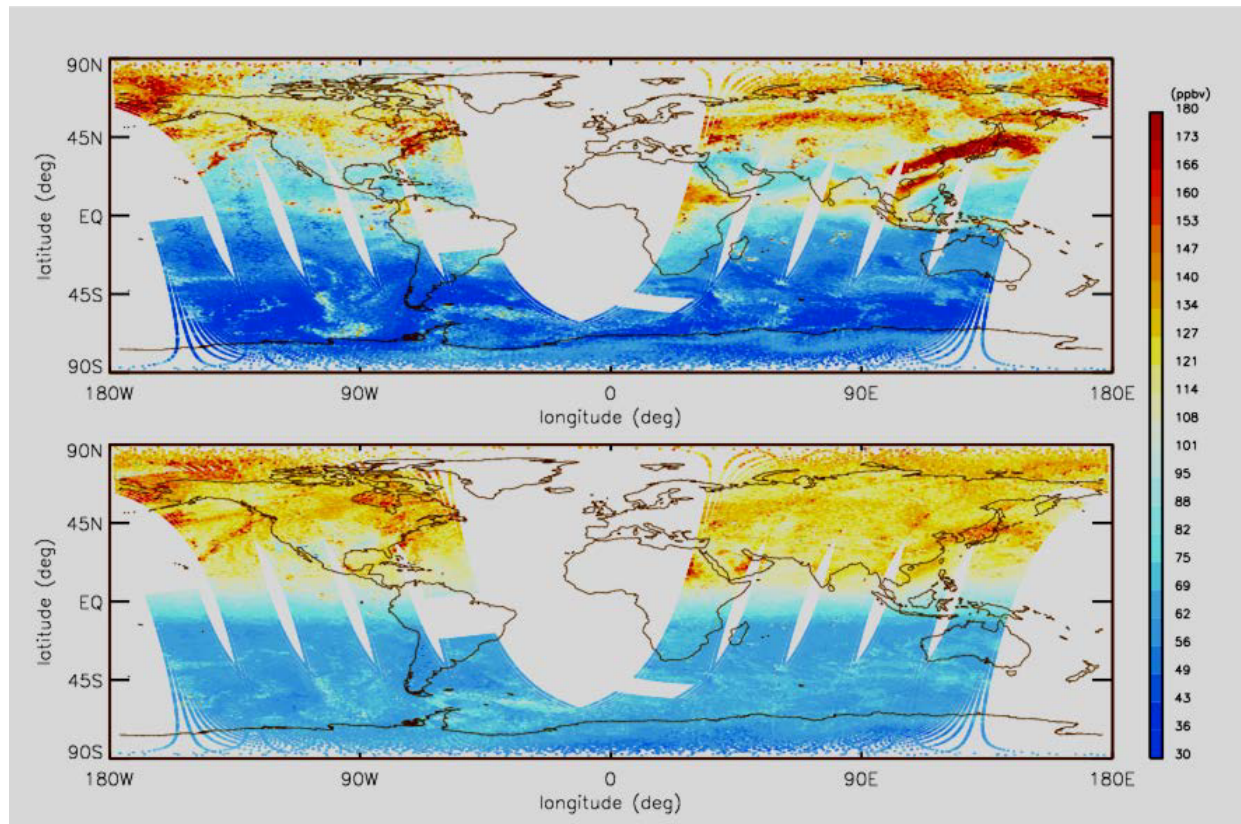 90N
45N
EQ
45S
90S
latitude (deg)
180W 90W 0 90E 180E
longitude (deg)
90N
45N
EQ
45S
90S
latitude (deg)
180W 90W 0 90E 180E
longitude (deg)
(ppbv)
180
173
166
160
153
147
140
134
127
121
114
108
101
95
88
82
75
69
62
56
49
43
36
30